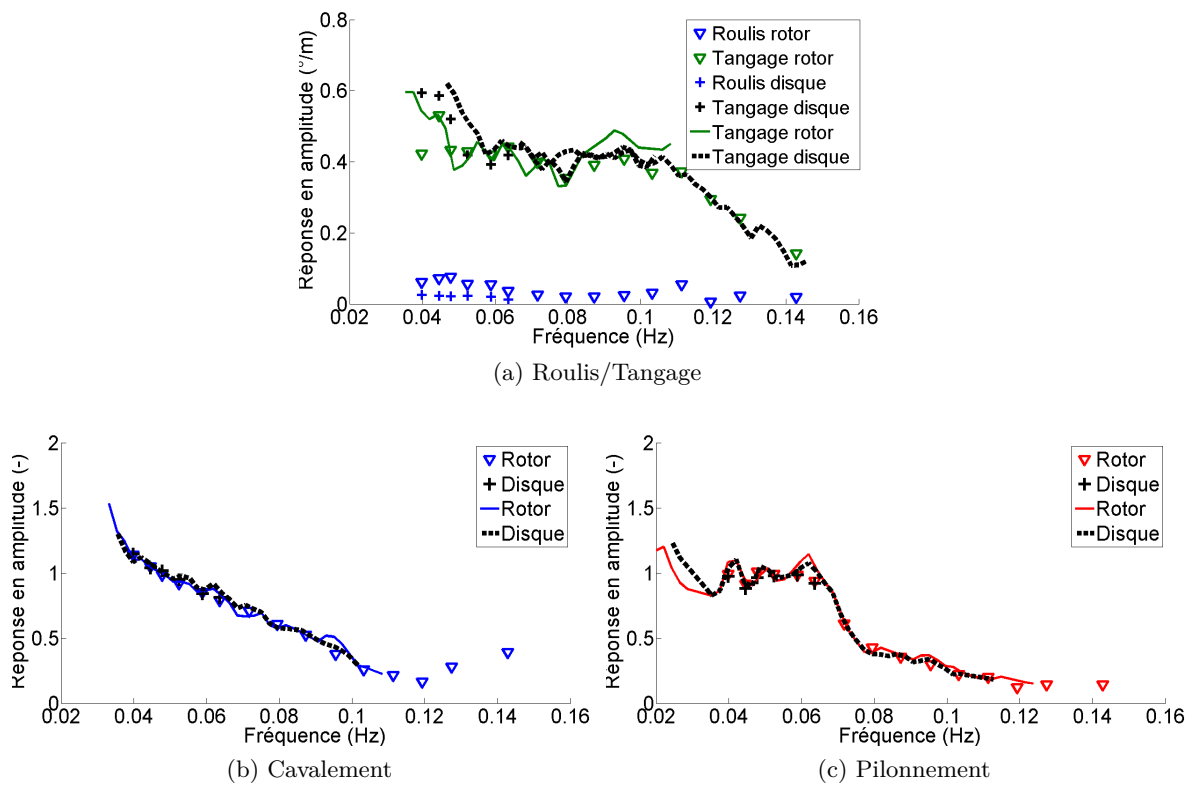 0.8
0.6
0.4
0.2
0
Réponse en amplitude (°/m)
0.02 0.04 0.06 0.08 0.1 0.12 0.14 0.16
Fréquence (Hz)
Roulis rotor
Tangage rotor
Roulis disque
Tangage disque
Tangage rotor
Tangage disque
(a) Roulis/Tangage
2
1.5
1
0.5
0
Réponse en amplitude (-)
0.02 0.04 0.06 0.08 0.1 0.12 0.14 0.16
Fréquence (Hz)
Rotor
Disque
Rotor
Disque
(b) Cavalement
2
1.5
1
0.5
0
Réponse en amplitude (-)
0.02 0.04 0.06 0.08 0.1 0.12 0.14 0.16
Fréquence (Hz)
Rotor
Disque
Rotor
Disque
(c) Pilonnement